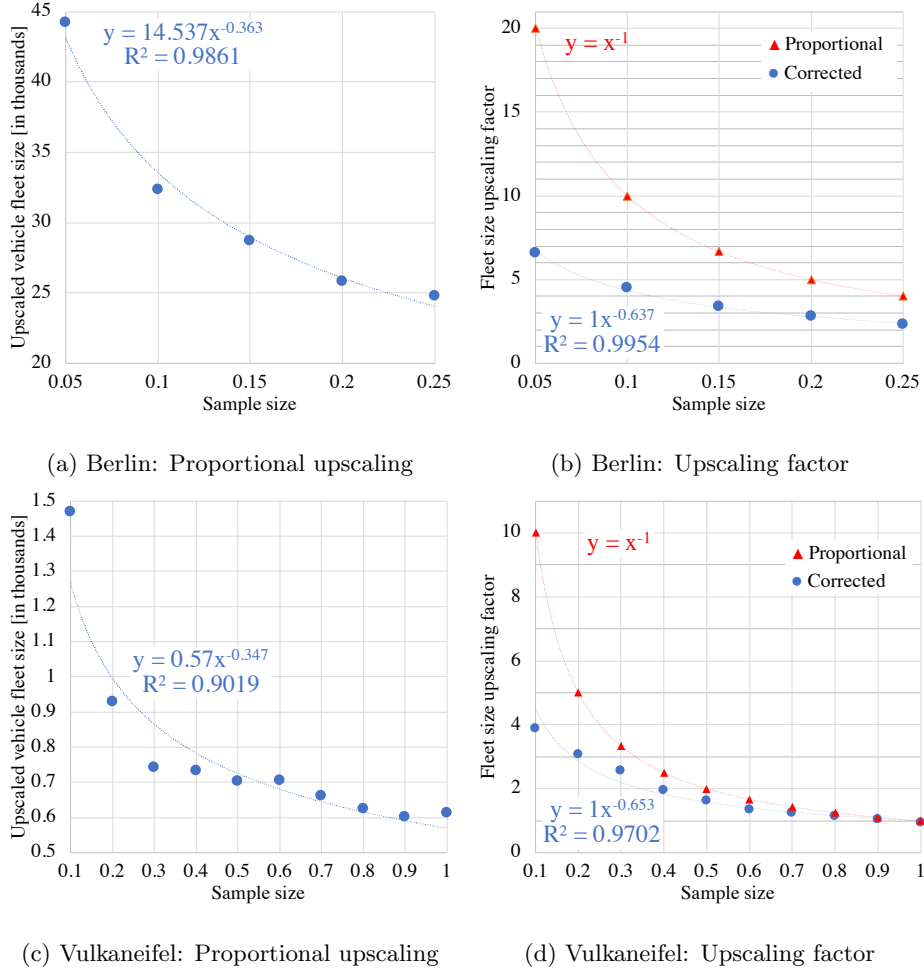 45
40
35
30
25
20
0.05
0.1
0.15
0.2
0.25
Upscaled vehicle fleet size [in thousands]
Sample size
y = 14.537x^-0.363
R² = 0.9861
(a) Berlin: Proportional upscaling
20
15
10
5
0
0.05
0.1
0.15
0.2
0.25
Fleet size upscaling factor
Sample size
y = x^-1
Proportional
Corrected
y = 1x^-0.637
R² = 0.9954
(b) Berlin: Upscaling factor
1.5
1.4
1.3
1.2
1.1
1
0.9
0.8
0.7
0.6
0.5
0.1
0.2
0.3
0.4
0.5
0.6
0.7
0.8
0.9
1
Upscaled vehicle fleet size [in thousands]
Sample size
y = 0.57x^-0.347
R² = 0.9019
(c) Vulkaneifel: Proportional upscaling
10
8
6
4
2
0
0.1
0.2
0.3
0.4
0.5
0.6
0.7
0.8
0.9
1
Fleet size upscaling factor
Sample size
y = x^-1
Proportional
Corrected
y = 1x^-0.653
R² = 0.9702
(d) Vulkaneifel: Upscaling factor